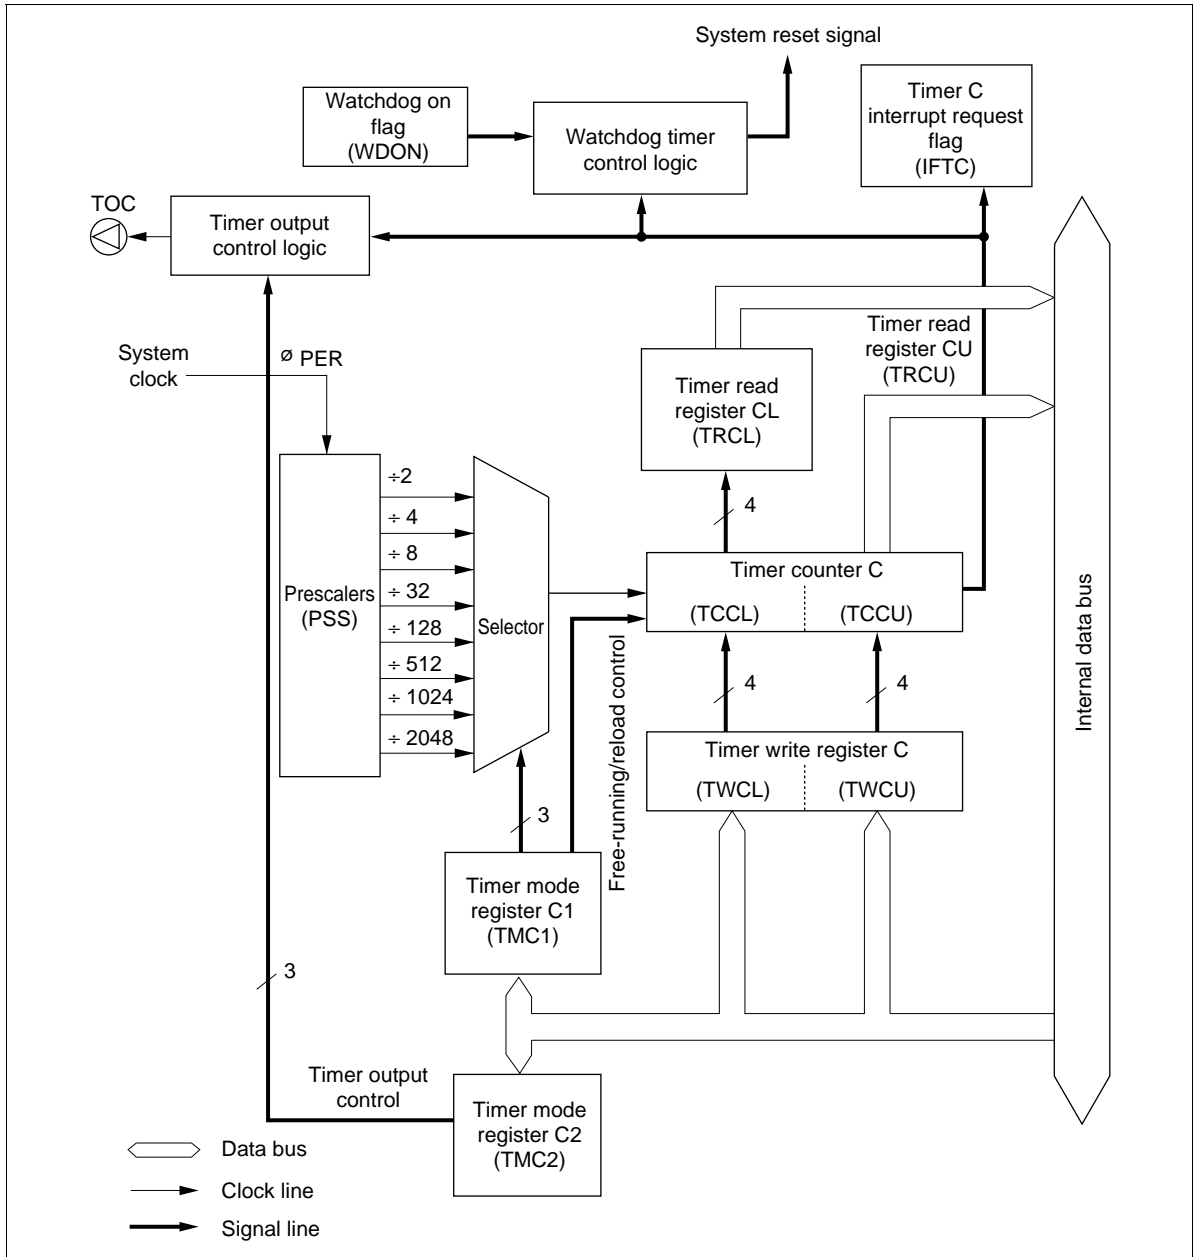 System reset signal
Watchdog on
flag
(WDON)
Watchdog timer
control logic
Timer C
interrupt request
flag
(IFTC)
TOC
Timer output
control logic
System
clock
ø PER
Timer read
register CL
(TRCL)
Timer read
register CU
(TRCU)
Prescalers
(PSS)
÷2
÷ 4
÷ 8
÷ 32
÷ 128
÷ 512
÷ 1024
÷ 2048
Selector
4
Timer counter C
(TCCL)
(TCCU)
Free-running/reload control
4
4
Timer write register C
(TWCL)
(TWCU)
Internal data bus
3
Timer mode
register C1
(TMC1)
3
Timer output
control
Timer mode
register C2
(TMC2)
Data bus
Clock line
Signal line